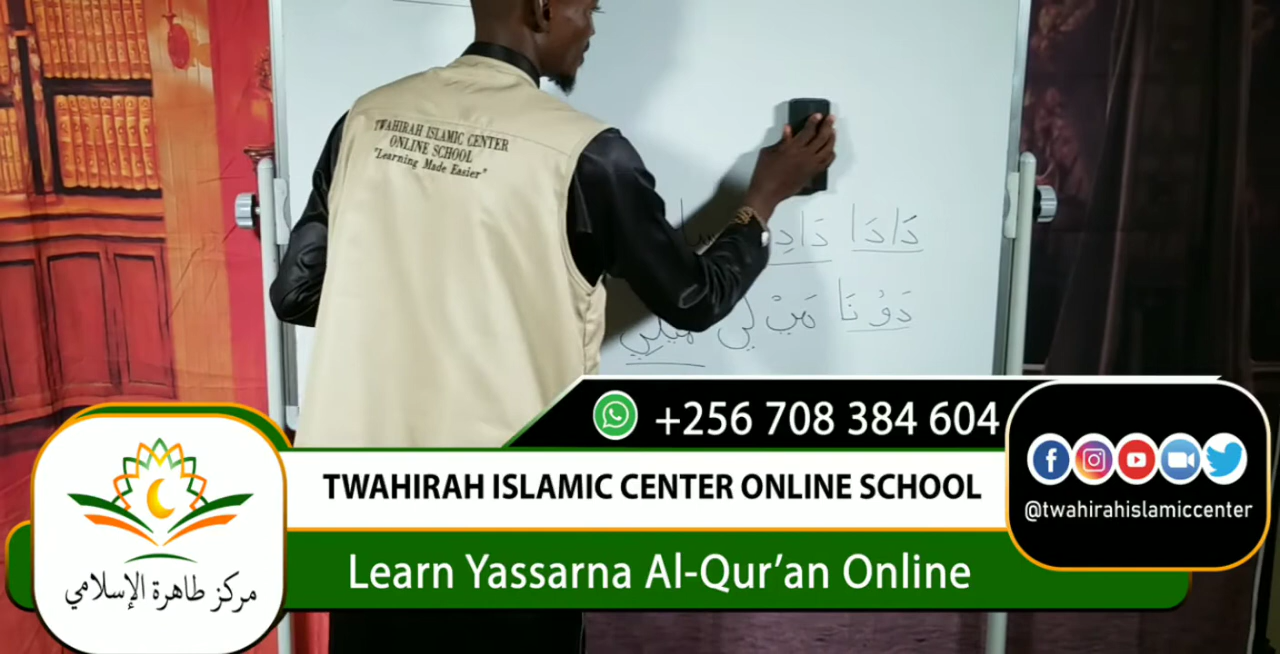 TWAHIRAH ISLAMIC CENTER
ONLINE SCHOOL
"Learning Made Easier"
دَادَا
دَوْنَا
+256 708 384 604
TWAHIRAH ISLAMIC CENTER ONLINE SCHOOL
@twahirahislamiccenter
Learn Yassarna Al-Qur’an Online
مركز طاهرة الإسلامي